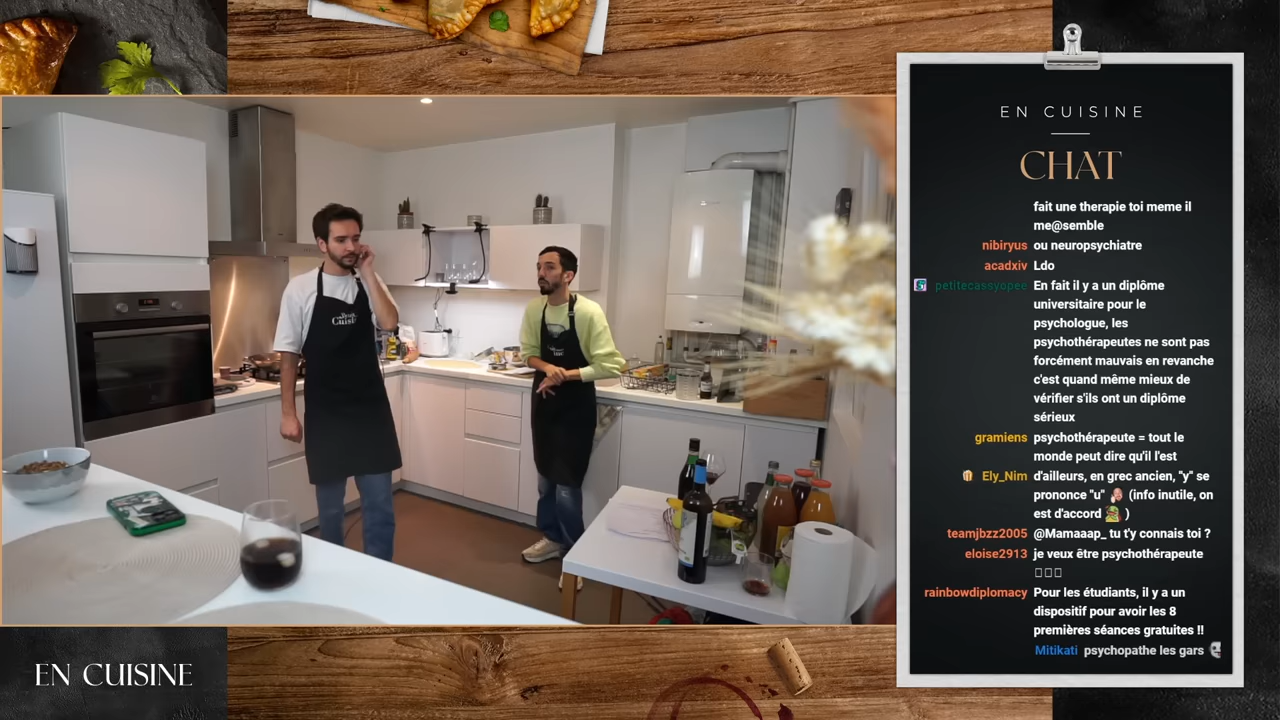 EN CUISINE
CHAT
fait une therapie toi meme il
me@semble
nibiryus ou neuropsychiatre
acadxiv Ldo
petitecassyopee En fait il y a un diplôme
universitaire pour le
psychologue, les
psychothérapeutes ne sont pas
forcément mauvais en revanche
c'est quand même mieux de
vérifier s'ils ont un diplôme
sérieux
gramiens psychothérapeute = tout le
monde peut dire qu'il l'est
Ely_Nim d'ailleurs, en grec ancien, "y" se
prononce "u" (info inutile, on
est d'accord )
teamjbzz2005 @Mamaaap_ tu t'y connais toi ?
eloise2913 je veux être psychothérapeute
rainbowdiplomacy Pour les étudiants, il y a un
dispositif pour avoir les 8
premières séances gratuites !!
Mitikati psychopathe les gars
EN CUISINE